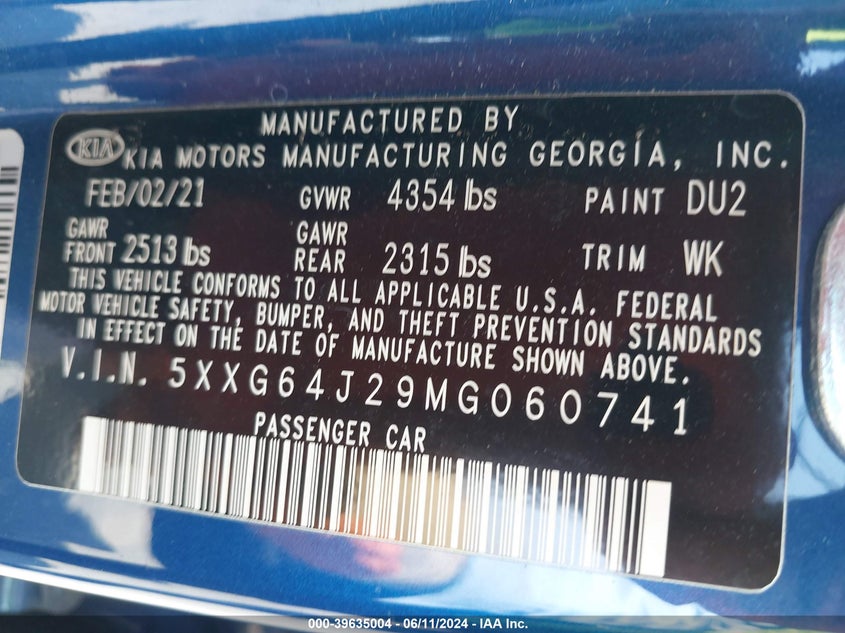 MANUFACTURED BY
KIA KIA MOTORS MANUFACTURING GEORGIA, INC.
FEB/02/21 GVWR 4354 lbs PAINT DU2
GAWR GAWR
FRONT 2513 lbs REAR 2315 lbs TRIM WK
THIS VEHICLE CONFORMS TO ALL APPLICABLE U.S.A. FEDERAL
MOTOR VEHICLE SAFETY, BUMPER, AND THEFT PREVENTION STANDARDS
IN EFFECT ON THE DATE OF MANUFACTURE SHOWN ABOVE.
V.I.N. 5XXG64J29MG060741
PASSENGER CAR
000-39635004 - 06/11/2024 - IAA Inc.